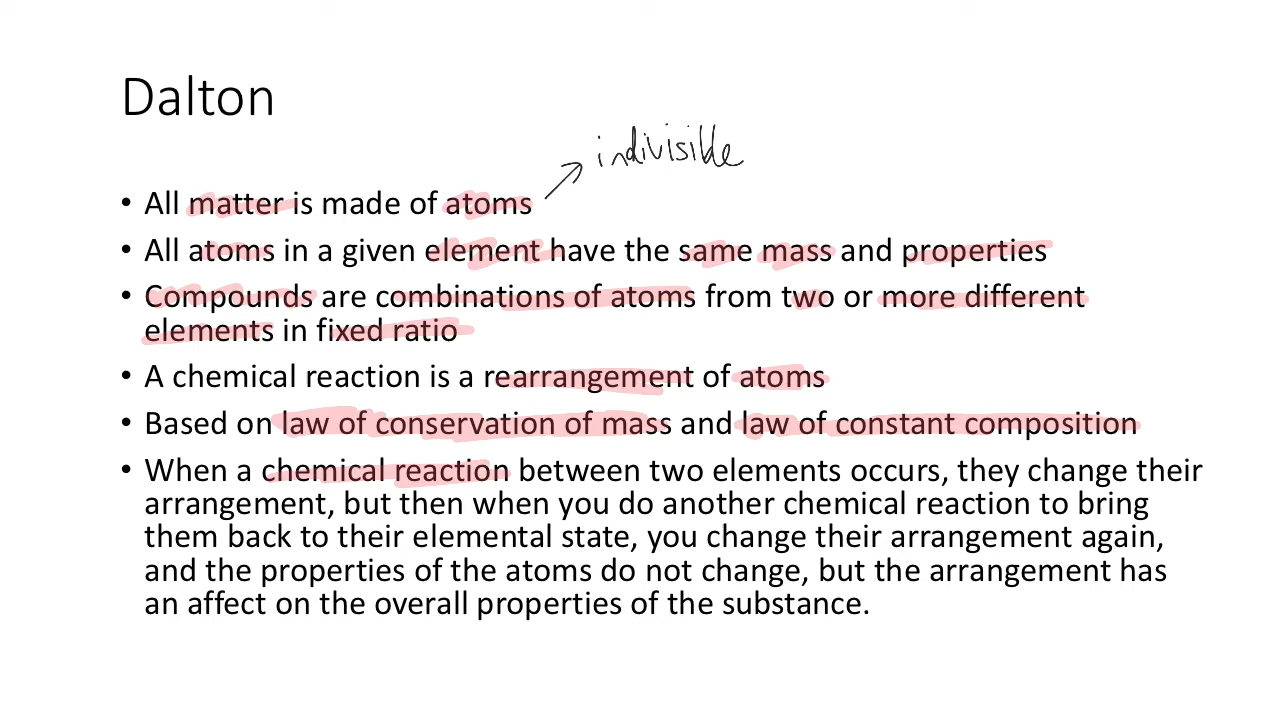 Dalton
indivisible
• All matter is made of atoms
• All atoms in a given element have the same mass and properties
• Compounds are combinations of atoms from two or more different
elements in fixed ratio
• A chemical reaction is a rearrangement of atoms
• Based on law of conservation of mass and law of constant composition
• When a chemical reaction between two elements occurs, they change their
arrangement, but then when you do another chemical reaction to bring
them back to their elemental state, you change their arrangement again,
and the properties of the atoms do not change, but the arrangement has
an affect on the overall properties of the substance.